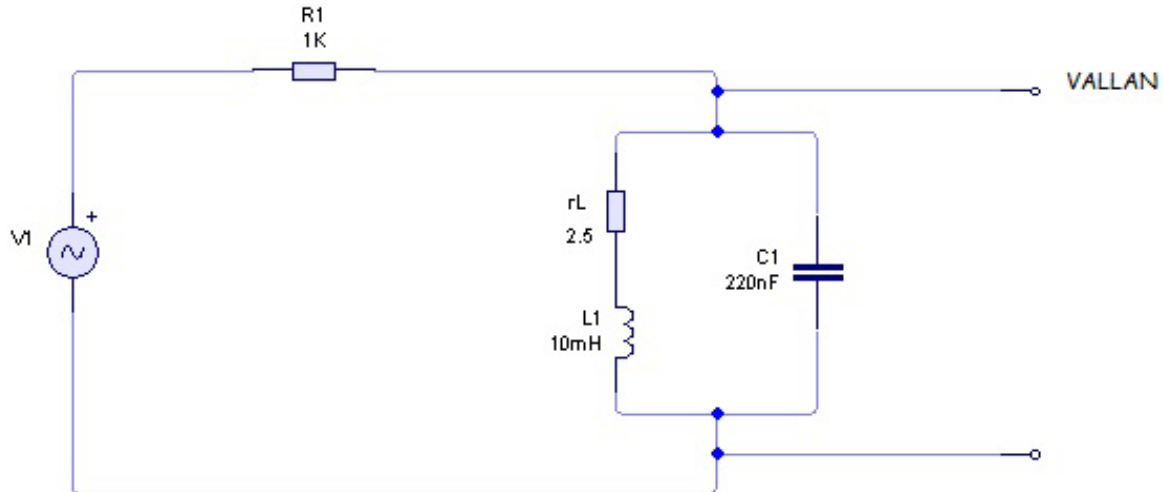 R1
1K
VALLAN
+
V1
rL
2.5
C1
220nF
L1
10mH